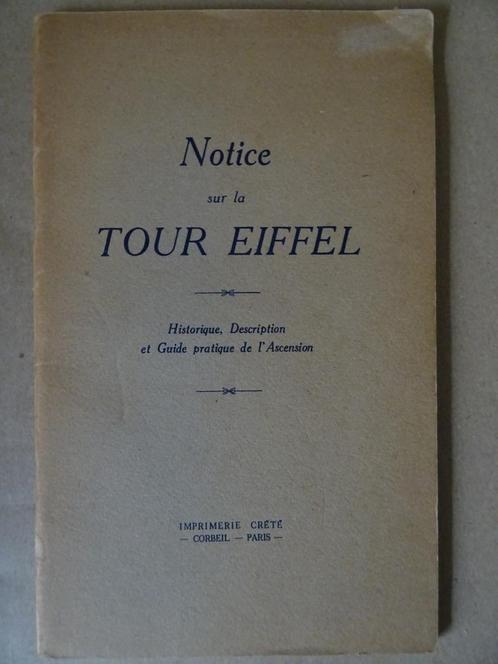 Notice
sur la
TOUR EIFFEL
Historique, Description
et Guide pratique de l'Ascension
IMPRIMERIE CRÉTÉ
— CORBEIL — PARIS —